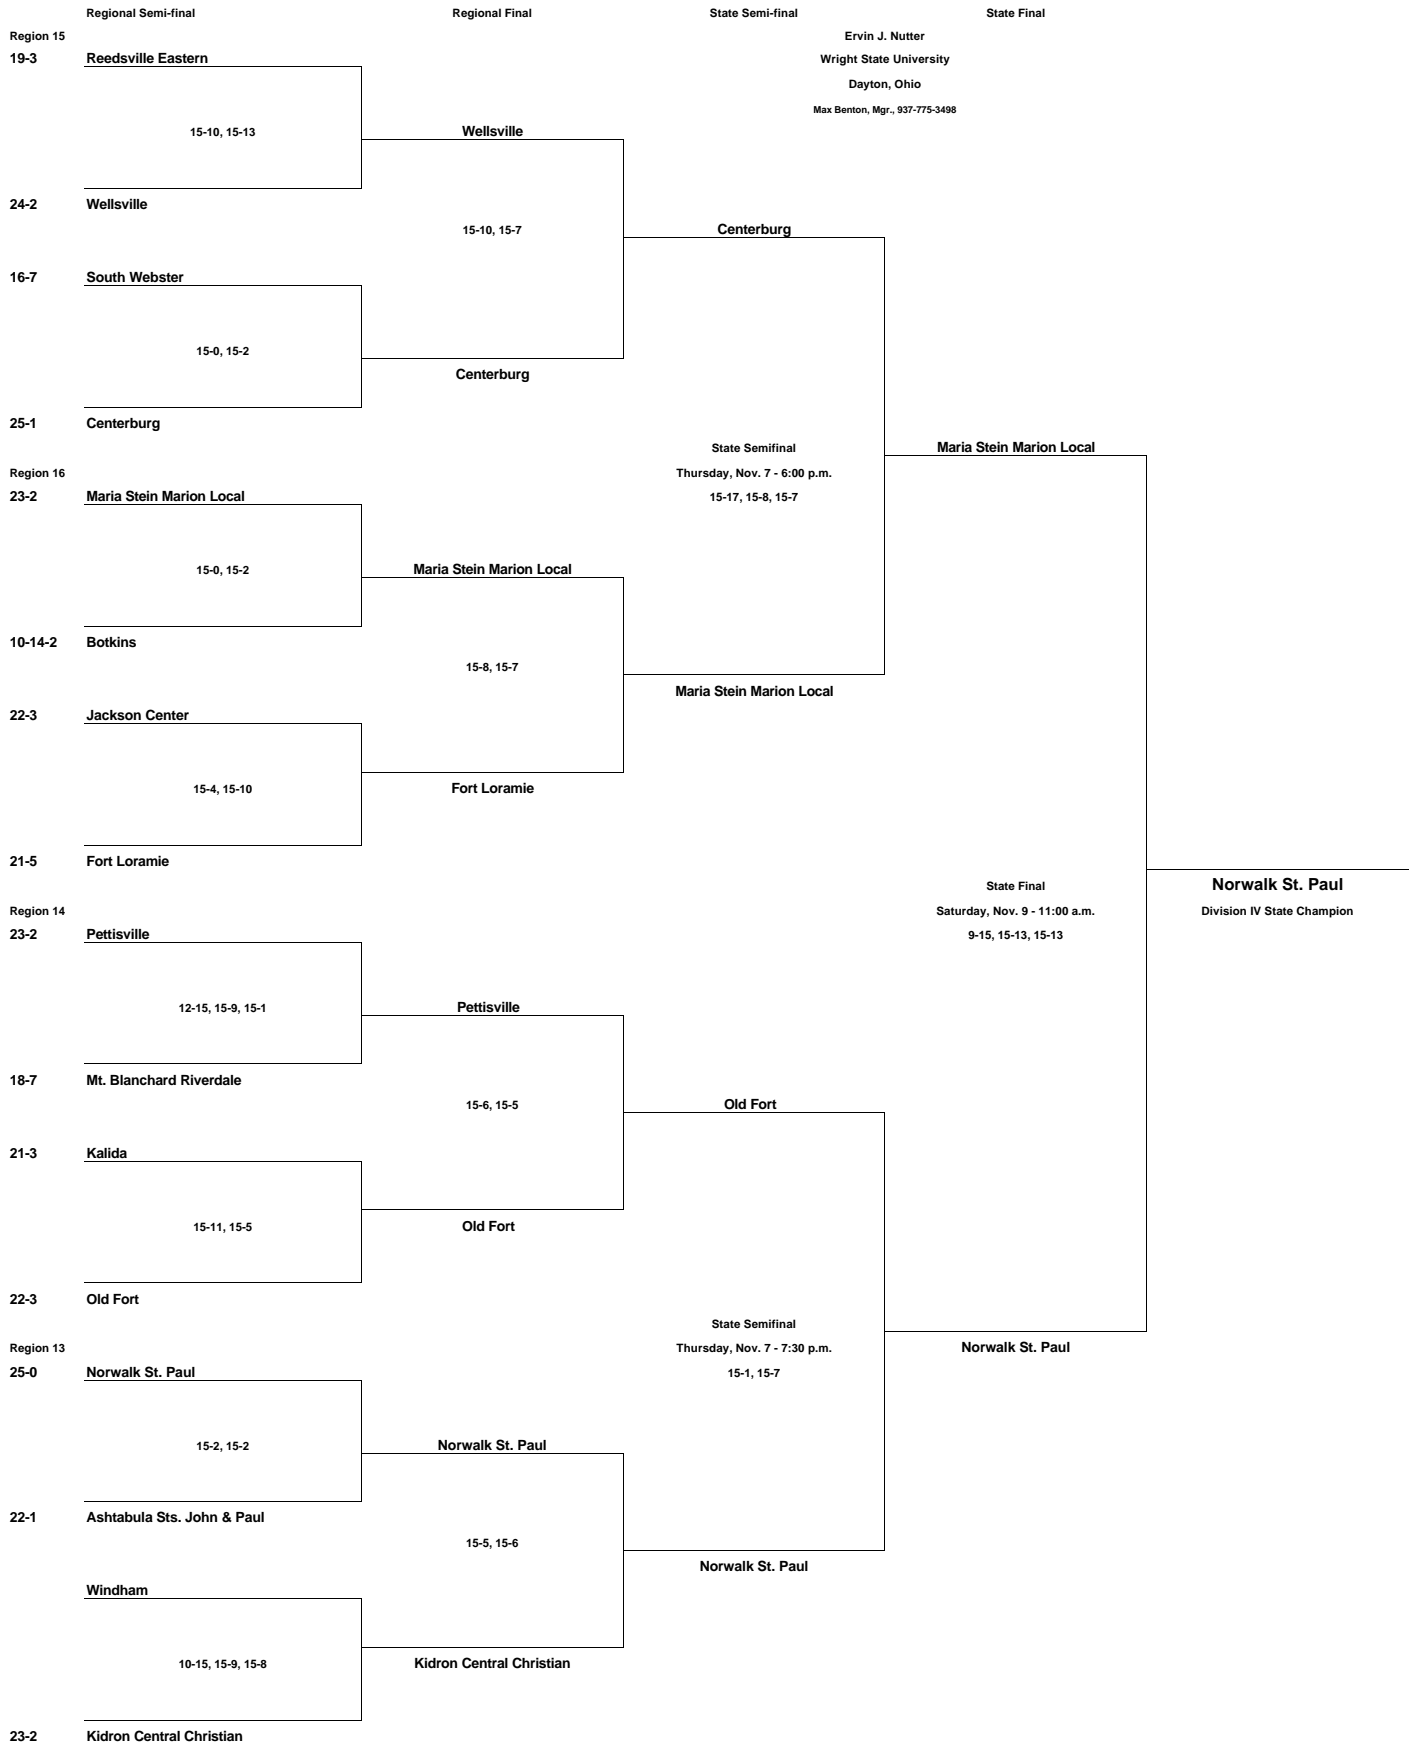 Regional Semi-final Regional Final State Semi-final State Final
Region 15 Ervin J. Nutter
19-3 Reedsville Eastern Wright State University
Dayton, Ohio
Max Benton, Mgr., 937-775-3498
15-10, 15-13 Wellsville
24-2 Wellsville
15-10, 15-7 Centerburg
16-7 South Webster
15-0, 15-2
Centerburg
25-1 Centerburg
State Semifinal Maria Stein Marion Local
Region 16 Thursday, Nov. 7 - 6:00 p.m.
23-2 Maria Stein Marion Local 15-17, 15-8, 15-7
15-0, 15-2 Maria Stein Marion Local
10-14-2 Botkins
15-8, 15-7
Maria Stein Marion Local
22-3 Jackson Center
15-4, 15-10 Fort Loramie
21-5 Fort Loramie
State Final Norwalk St. Paul
Region 14 Saturday, Nov. 9 - 11:00 a.m. Division IV State Champion
23-2 Pettisville 9-15, 15-13, 15-13
12-15, 15-9, 15-1 Pettisville
18-7 Mt. Blanchard Riverdale
15-6, 15-5 Old Fort
21-3 Kalida
15-11, 15-5 Old Fort
22-3 Old Fort
State Semifinal
Region 13 Thursday, Nov. 7 - 7:30 p.m. Norwalk St. Paul
25-0 Norwalk St. Paul 15-1, 15-7
15-2, 15-2 Norwalk St. Paul
22-1 Ashtabula Sts. John & Paul
15-5, 15-6
Norwalk St. Paul
Windham
10-15, 15-9, 15-8 Kidron Central Christian
23-2 Kidron Central Christian